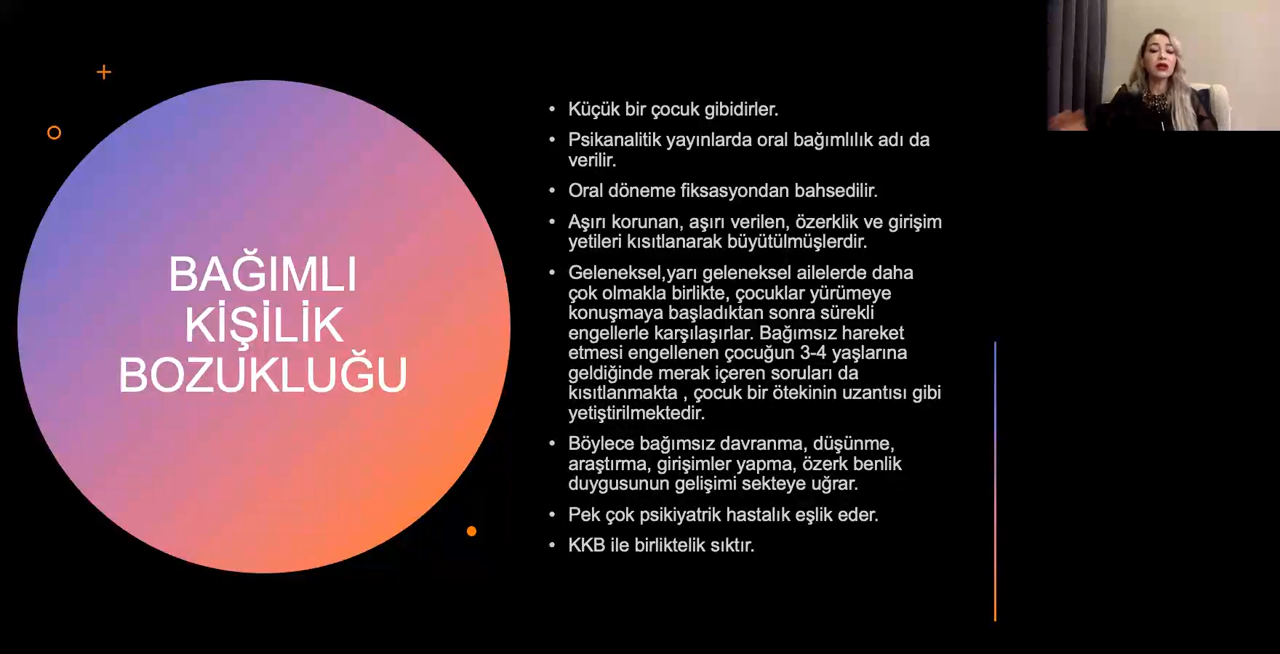 BAĞIMLI
KİŞİLİK
BOZUKLUĞU
• Küçük bir çocuk gibidirler.
• Psikanalitik yayınlarda oral bağımlılık adı da
verilir.
• Oral döneme fiksasyondan bahsedilir.
• Aşırı korunan, aşırı verilen, özerklik ve girişim
yetileri kısıtlanarak büyütülmüşlerdir.
• Geleneksel,yarı geleneksel ailelerde daha
çok olmakla birlikte, çocuklar yürümeye
konuşmaya başladıktan sonra sürekli
engellerle karşılaşırlar. Bağımsız hareket
etmesi engellenen çocuğun 3-4 yaşlarına
geldiğinde merak içeren soruları da
kısıtlanmakta , çocuk bir ötekinin uzantısı gibi
yetiştirilmektedir.
• Böylece bağımsız davranma, düşünme,
araştırma, girişimler yapma, özerk benlik
duygusunun gelişimi sekteye uğrar.
• Pek çok psikiyatrik hastalık eşlik eder.
• KKB ile birliktelik sıktır.